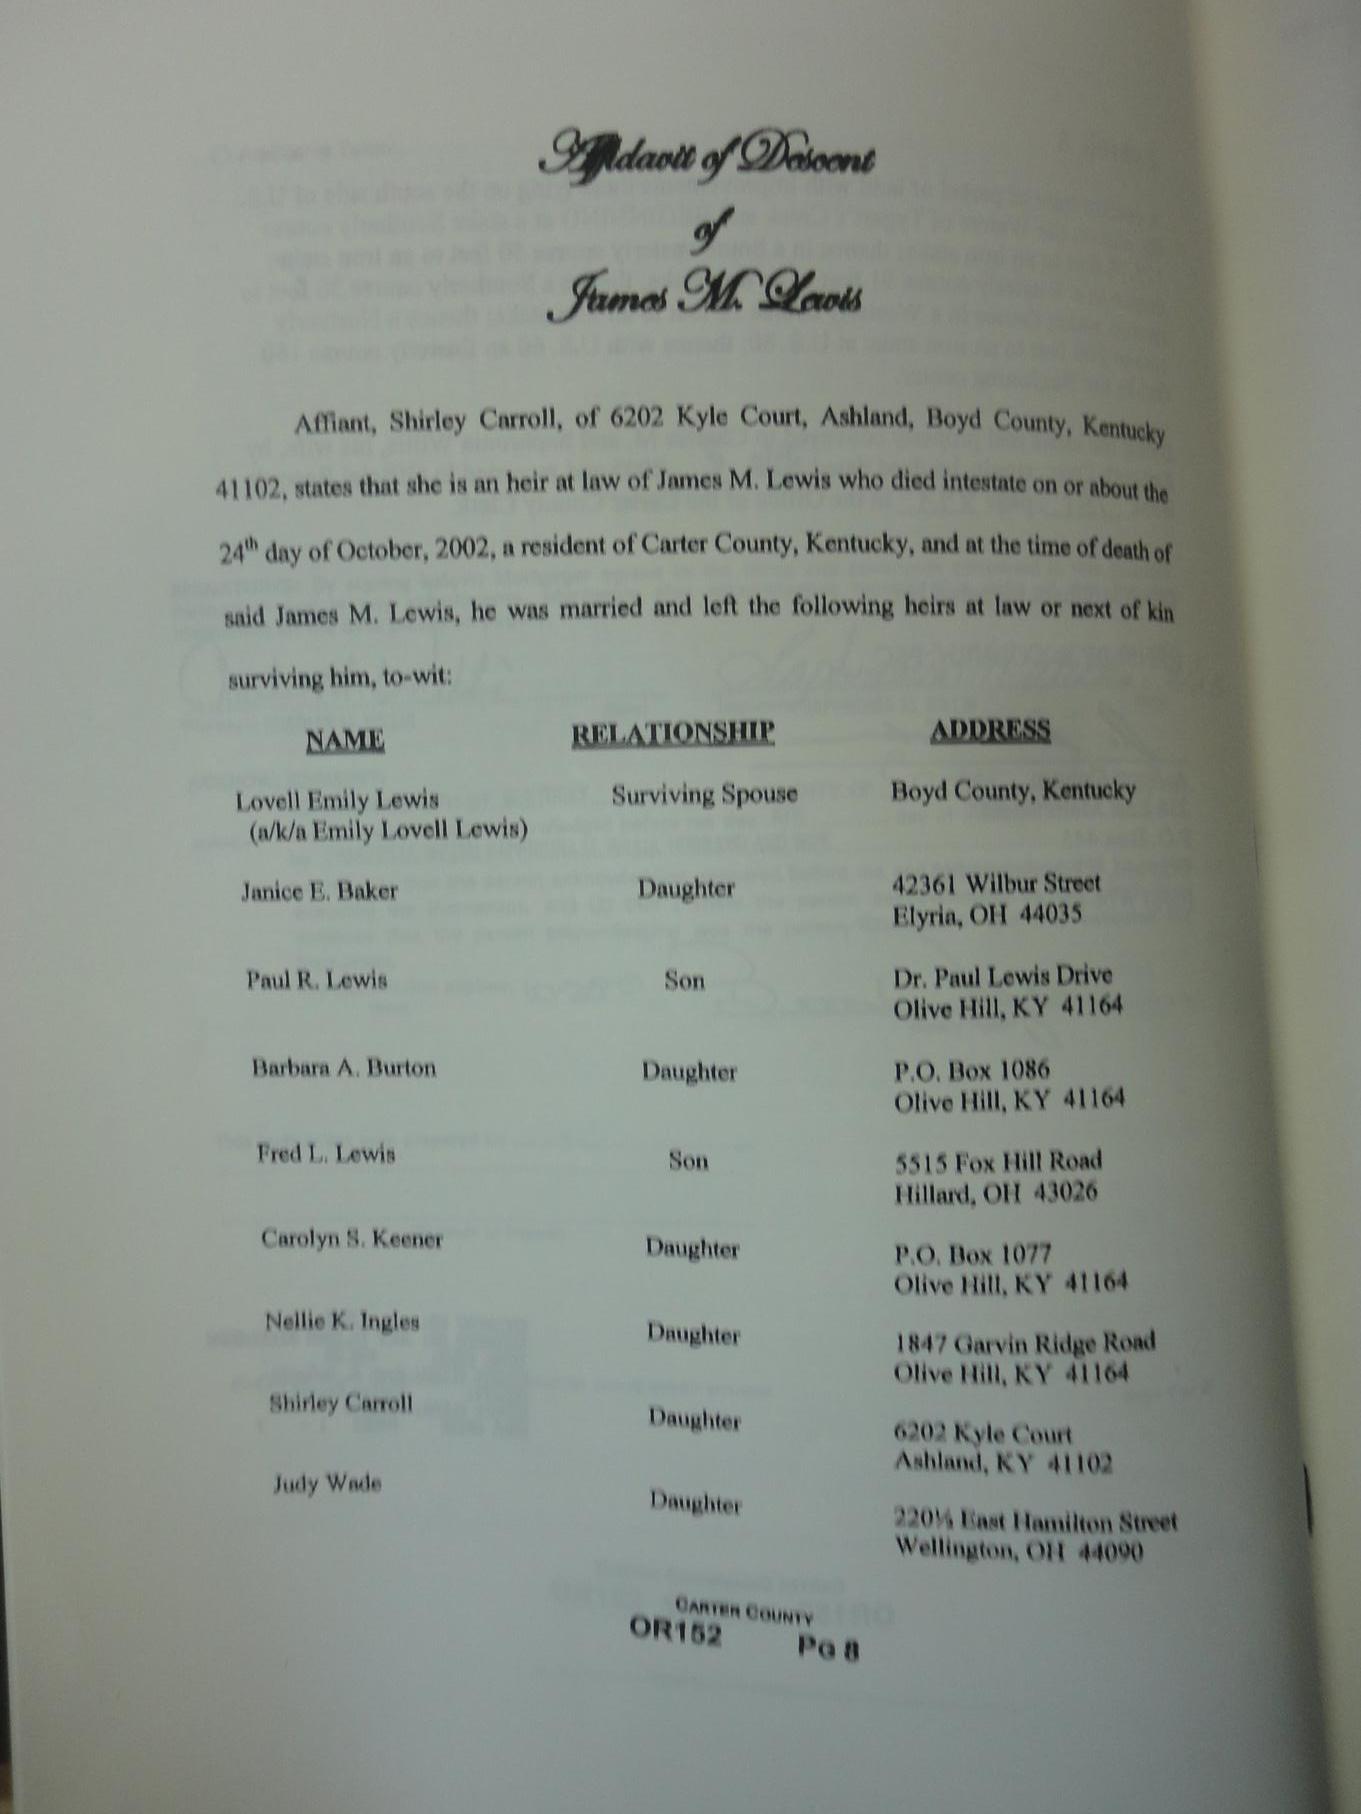 Affidavit of Descent
of
James M. Lewis
Affiant, Shirley Carroll, of 6202 Kyle Court, Ashland, Boyd County, Kentucky
41102, states that she is an heir at law of James M. Lewis who died intestate on or about the
24th day of October, 2002, a resident of Carter County, Kentucky, and at the time of death of
said James M. Lewis, he was married and left the following heirs at law or next of kin
surviving him, to-wit:
NAME RELATIONSHIP ADDRESS
Lovell Emily Lewis Surviving Spouse Boyd County, Kentucky
(a/k/a Emily Lovell Lewis)
Janice E. Baker Daughter 42361 Wilbur Street
Elyria, OH 44035
Paul R. Lewis Son Dr. Paul Lewis Drive
Olive Hill, KY 41164
Barbara A. Burton Daughter P.O. Box 1086
Olive Hill, KY 41164
Fred L. Lewis Son 5515 Fox Hill Road
Hillard, OH 43026
Carolyn S. Keener Daughter P.O. Box 1077
Olive Hill, KY 41164
Nellie K. Ingles Daughter 1847 Garvin Ridge Road
Olive Hill, KY 41164
Shirley Carroll Daughter 6202 Kyle Court
Ashland, KY 41102
Judy Wade Daughter 220½ East Hamilton Street
Wellington, OH 44090
CARTER COUNTY
OR152 PG 8